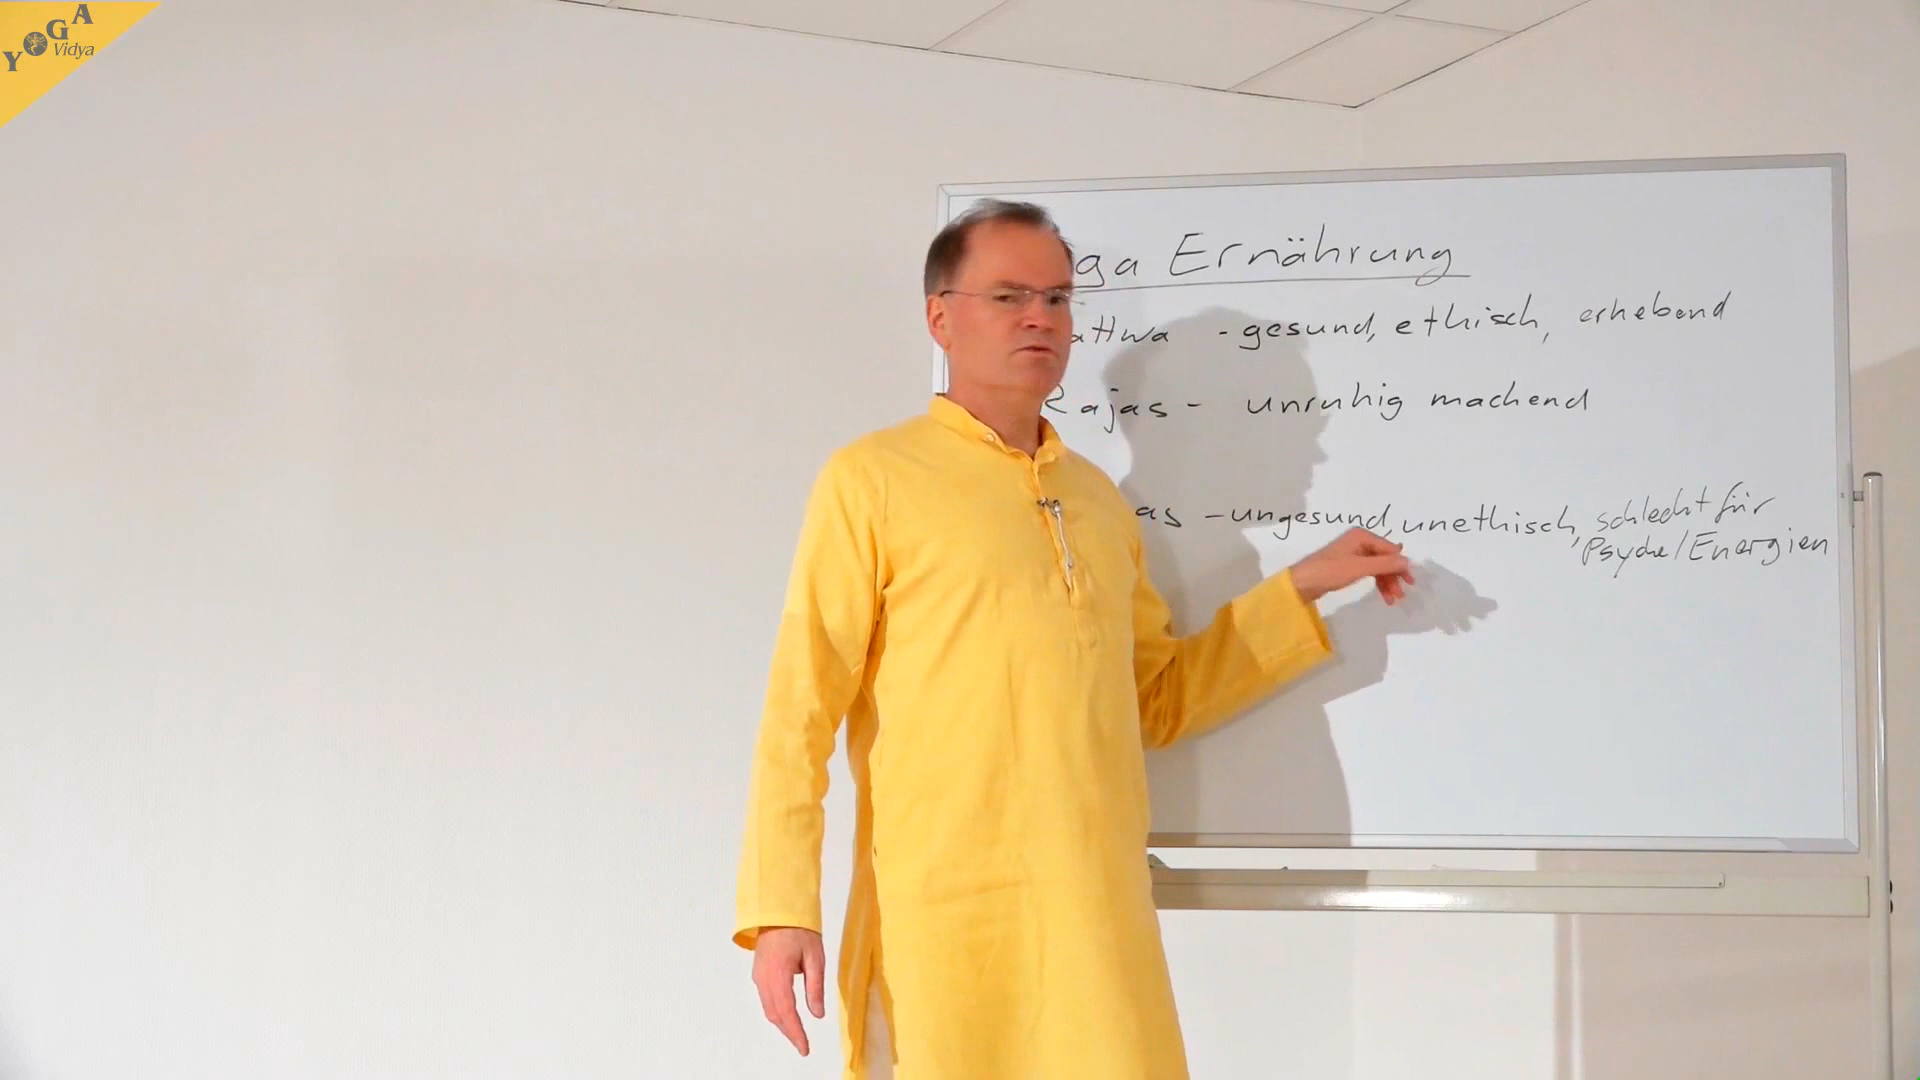 YOGA
Vidya
ga Ernährung
attwa - gesund, ethisch, erhebend
Rajas - unruhig machend
as - ungesund, unethisch, schlecht für
Psyche/Energien